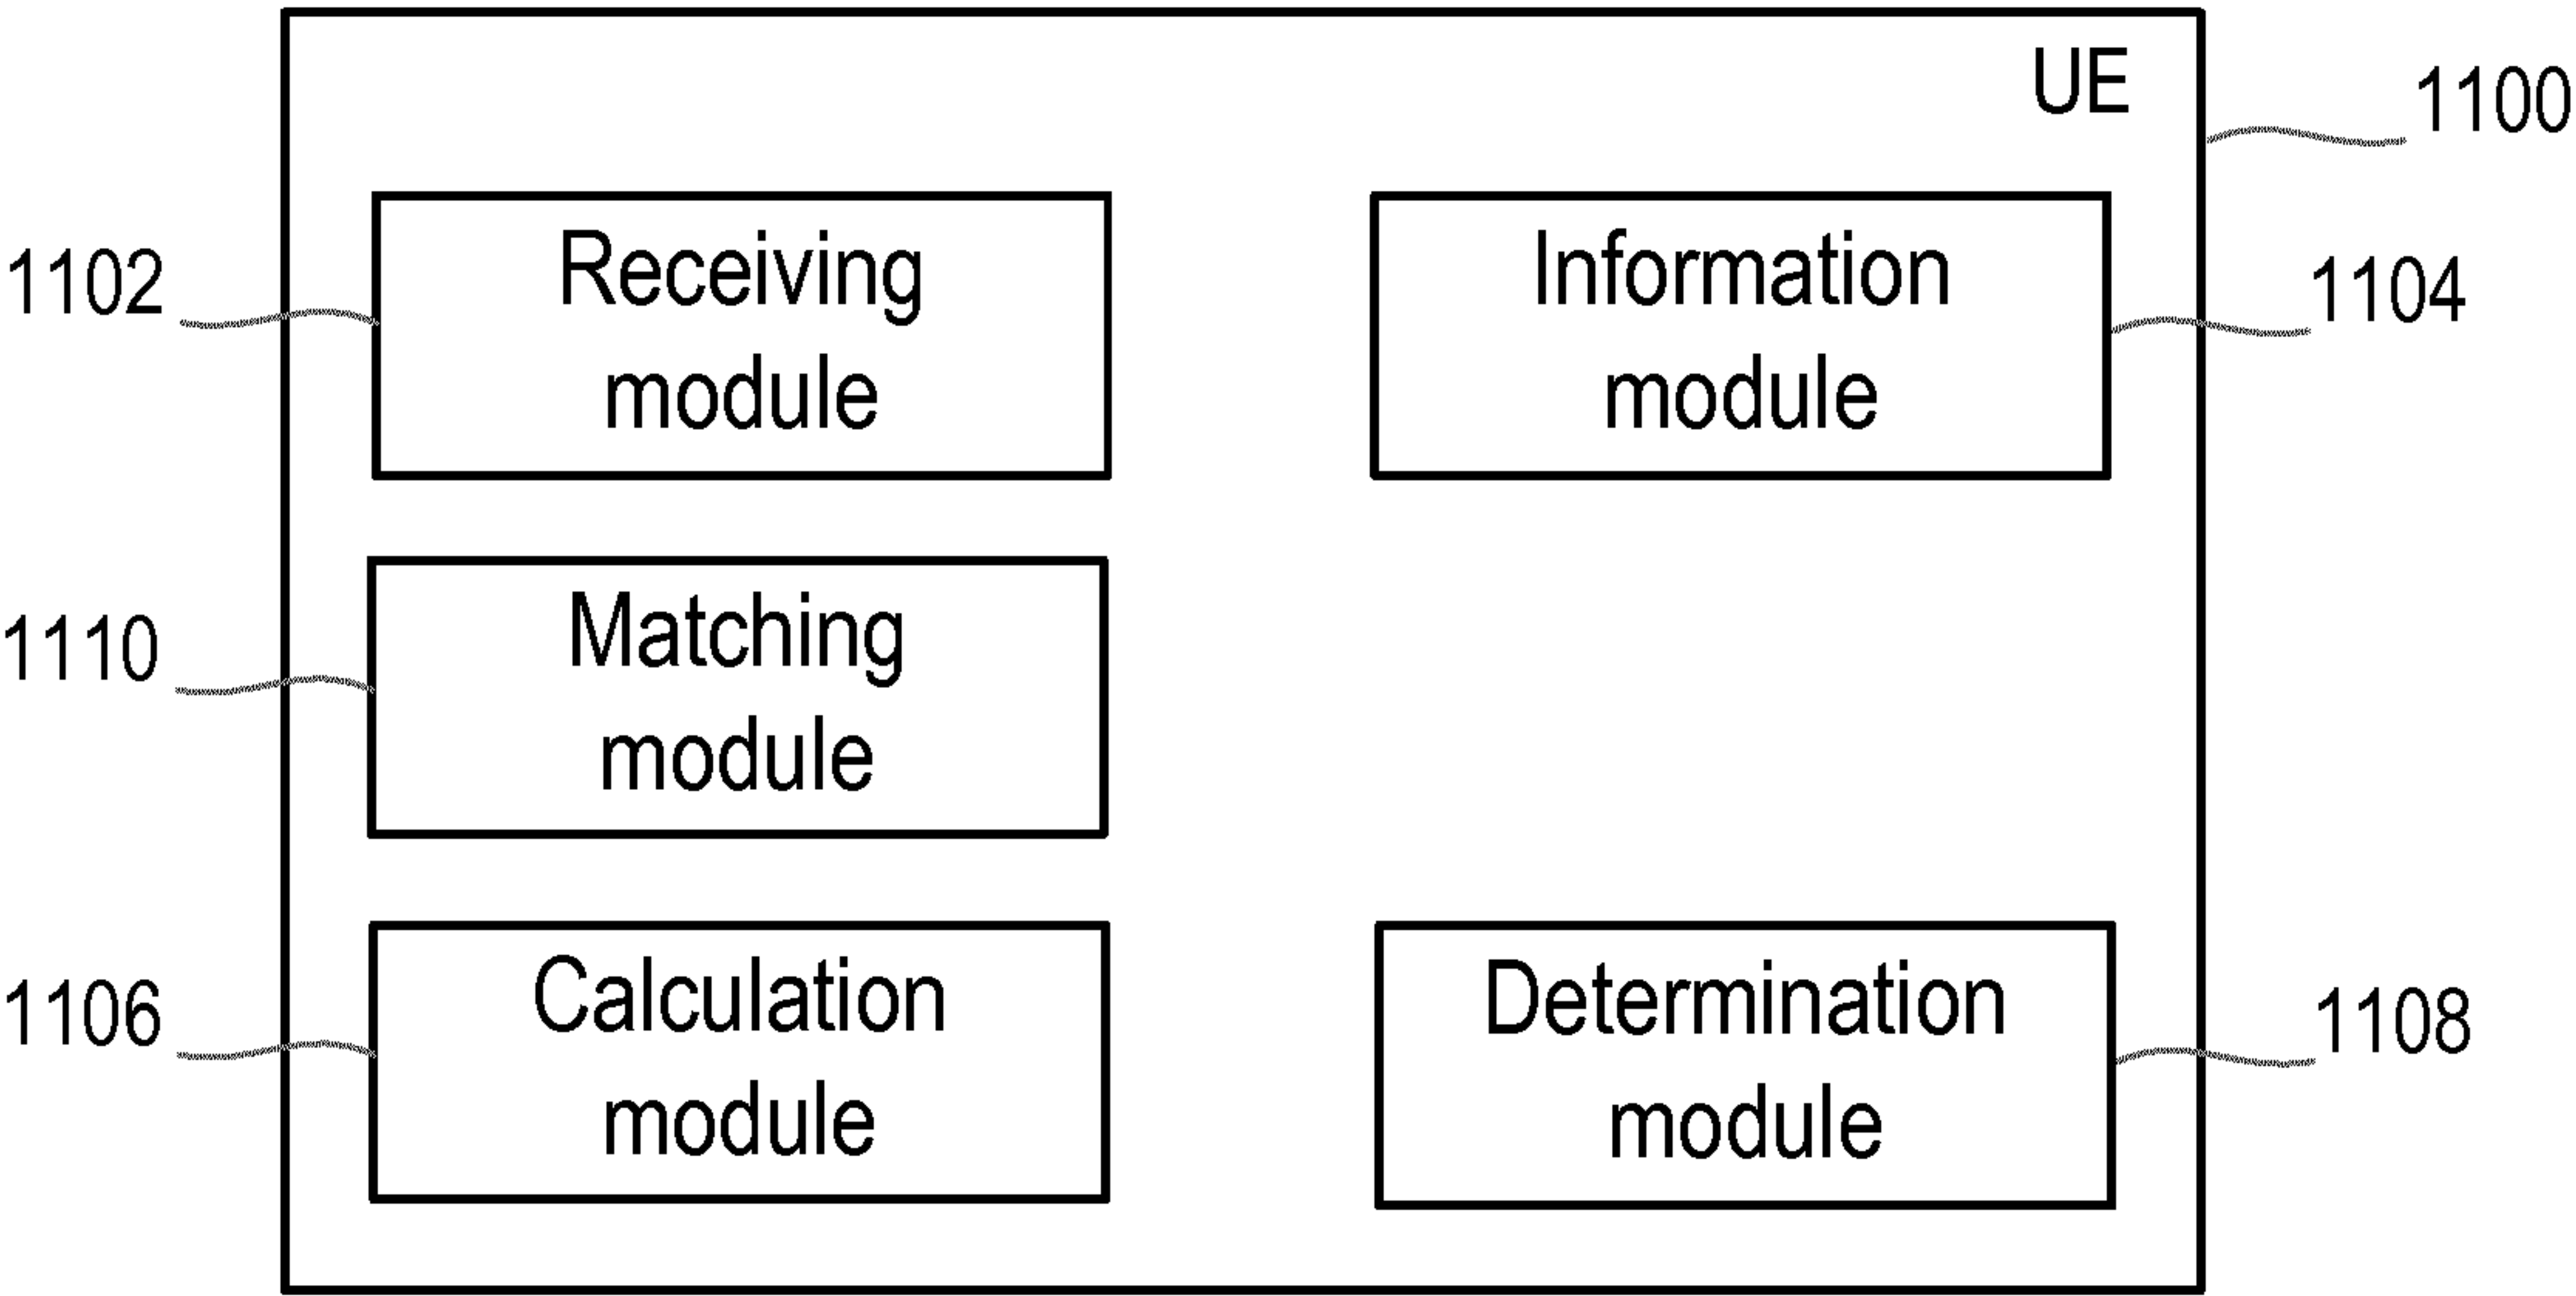 UE
1100
1102
Receiving
module
Information
module
1104
1110
Matching
module
1106
Calculation
module
Determination
module
1108